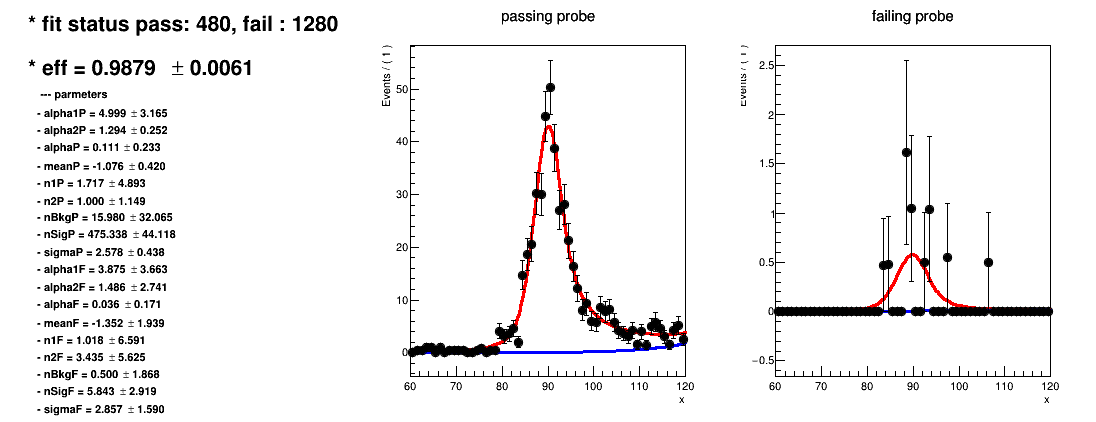 * fit status pass: 480, fail : 1280
* eff = 0.9879 ± 0.0061
--- parmeters
- alpha1P = 4.999 ± 3.165
- alpha2P = 1.294 ± 0.252
- alphaP = 0.111 ± 0.233
- meanP = -1.076 ± 0.420
- n1P = 1.717 ± 4.893
- n2P = 1.000 ± 1.149
- nBkgP = 15.980 ± 32.065
- nSigP = 475.338 ± 44.118
- sigmaP = 2.578 ± 0.438
- alpha1F = 3.875 ± 3.663
- alpha2F = 1.486 ± 2.741
- alphaF = 0.036 ± 0.171
- meanF = -1.352 ± 1.939
- n1F = 1.018 ± 6.591
- n2F = 3.435 ± 5.625
- nBkgF = 0.500 ± 1.868
- nSigF = 5.843 ± 2.919
- sigmaF = 2.857 ± 1.590
passing probe
Events / ( 1 )
50
40
30
20
10
0
60 70 80 90 100 110 120
x
failing probe
Events / ( 1 )
2.5
2
1.5
1
0.5
0
−0.5
60 70 80 90 100 110 120
x